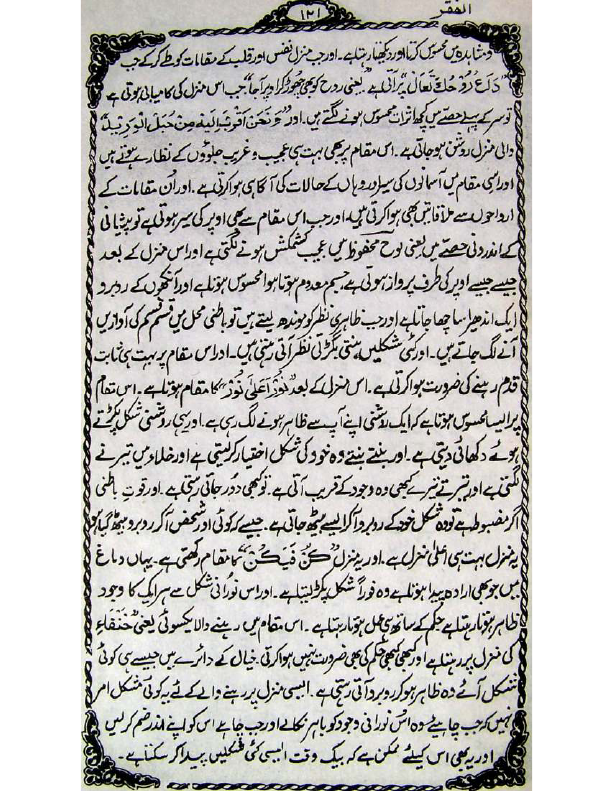 الفقر
۱۲۱
و مشاہدہ میں محسوس کرتا اور دیکھتا رہتا ہے۔ اور جب منزل نفس اور قلب کے مقامات کو طے کر کے جب
"دَعْ رُوْحَكَ تَعَالْ" پر آتی ہے یعنی روح کو بھی چھوڑ کر اوپر آجا جب اس منزل کی کامیابی ہوتی ہے
تو سر کے پہلے حصے میں کچھ اثرات محسوس ہونے لگتے ہیں۔ اور "وَنَحْنُ أَقْرَبُ إِلَيْهِ مِنْ حَبْلِ الْوَرِيْدِ"
والی منزل روشن ہو جاتی ہے۔ اس مقام پر بھی بہت ہی عجیب و غریب جلوؤں کے نظارے ہوتے ہیں
اور اسی مقام میں آسمانوں کی سیر اور وہاں کے حالات کی آگاہی ہوا کرتی ہے۔ اور اُن مقامات کے
ارواحوں سے ملاقاتیں بھی ہوا کرتی ہیں، اور جب اس مقام سے بھی اوپر کی سیر ہوتی ہے تو پیشانی
کے اندرونی حصے میں یعنی لوح محفوظ میں عجیب کشمکش ہونے لگتی ہے اور اس منزل کے بعد
جیسے جیسے اوپر کی طرف پرواز ہوتی ہے، جسم معدوم ہوتا ہوا محسوس ہوتا ہے اور آنکھوں کے روبرو
ایک اندھیرا سا چھا جاتا ہے اور جب ظاہری نظر کو موندھ لیتے ہیں تو باطنی محل میں قسم قسم کی آوازیں
آنے لگ جاتے ہیں۔ اور کئی شکلیں بنتی بگڑتی نظر آتی رہتی ہیں۔ اور اس مقام پر بہت ہی ثابت
قدم رہنے کی ضرورت ہوا کرتی ہے۔ اس منزل کے بعد "نُوْرٌ اَعَلیٰ نُوْرْ" کا مقام ہوتا ہے۔ اس مقام
پر ایسا محسوس ہوتا ہے کہ ایک روشنی اپنے آپ سے ظاہر ہونے لگ رہی ہے۔ اور یہی روشنی شکل پکڑتے
ہوئے دکھائی دیتی ہے۔ اور بنتے بنتے وہ خود کی شکل اختیار کر لیتی ہے اور خلاؤں میں تیرنے
لگتی ہے اور تیرتے تیرتے کبھی وہ وجود کے قریب آتی ہے۔ تو کبھی دُور جاتی رہتی ہے۔ اور قوتِ باطنی
اگر مضبوط ہے تو وہ شکل خود کے روبرو آ کر ایسے بیٹھ جاتی ہے۔ جیسے کہ کوئی اور شخص آ کر روبرو بیٹھ گیا ہو
یہ منزل بہت ہی اعلیٰ منزل ہے۔ اور یہ منزل "کُنْ فَیَکُنْ" کا مقام رکھتی ہے۔ یہاں دماغ
میں جو بھی ارادہ پیدا ہوتا ہے وہ فوراً شکل پکڑ لیتا ہے۔ اور اس نورانی شکل سے ہر ایک کا وجود
ظاہر ہوتا رہتا ہے حکم کے ساتھ ہی عمل ہوتا رہتا ہے۔ اس مقام میں رہنے والا یکسوئی یعنی حُنَفَاءِ
کی منزل پر رہتا ہے اور کبھی کبھی حکم کی بھی ضرورت نہیں ہوا کرتی۔ خیال کے دائرے میں جیسے ہی کوئی
شکل آئے وہ ظاہر ہو کر روبرو آتی رہتی ہے۔ ایسی منزل پر رہنے والے کے لئے یہ کوئی مشکل امر
نہیں کہ جب چاہے وہ اس نورانی وجود کو باہر نکالے اور جب چاہے اس کو اپنے اندر ضم کر لیں
اور یہ بھی اس کیلئے ممکن ہے کہ بیک وقت ایسی کئی شکلیں پیدا کر سکتا ہے۔